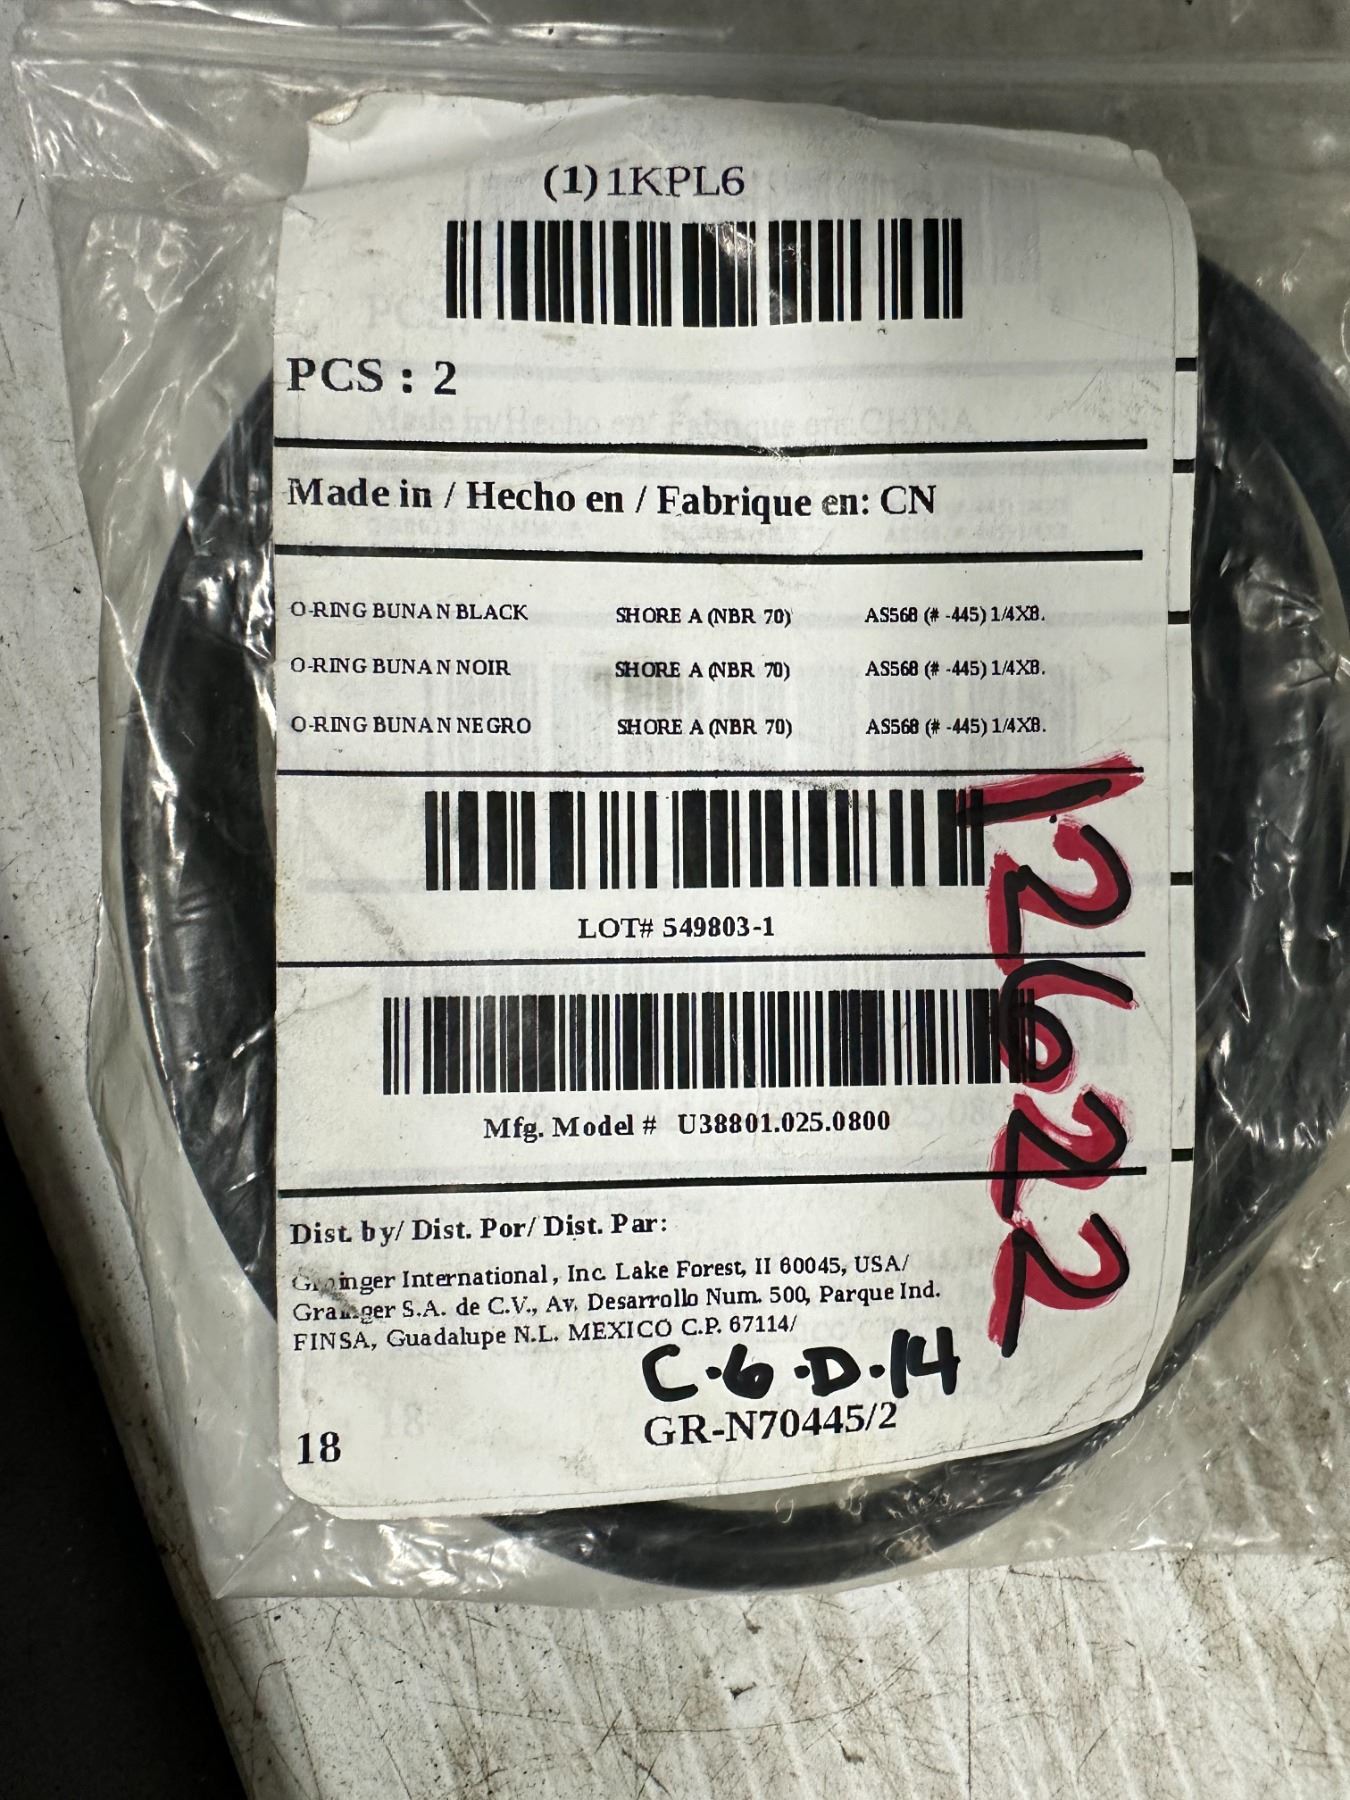 (1)1KPL6
PCS : 2
Made in / Hecho en / Fabrique en: CN
O-RING BUNA N BLACK SHORE A (NBR 70) AS568 (# -445) 1/4X8.
O-RING BUNA N NOIR SHORE A (NBR 70) AS568 (# -445) 1/4X8.
O-RING BUNA N NEGRO SHORE A (NBR 70) AS568 (# -445) 1/4X8.
LOT# 549803-1
Mfg. Model # U38801.025.0800
12622
Dist. by/ Dist. Por/ Dist. Par:
Grainger International, Inc. Lake Forest, Il 60045, USA/
Grainger S.A. de C.V., Av. Desarrollo Num. 500, Parque Ind.
FINSA, Guadalupe N.L. MEXICO C.P. 67114/
C.6.D.14
18 GR-N70445/2